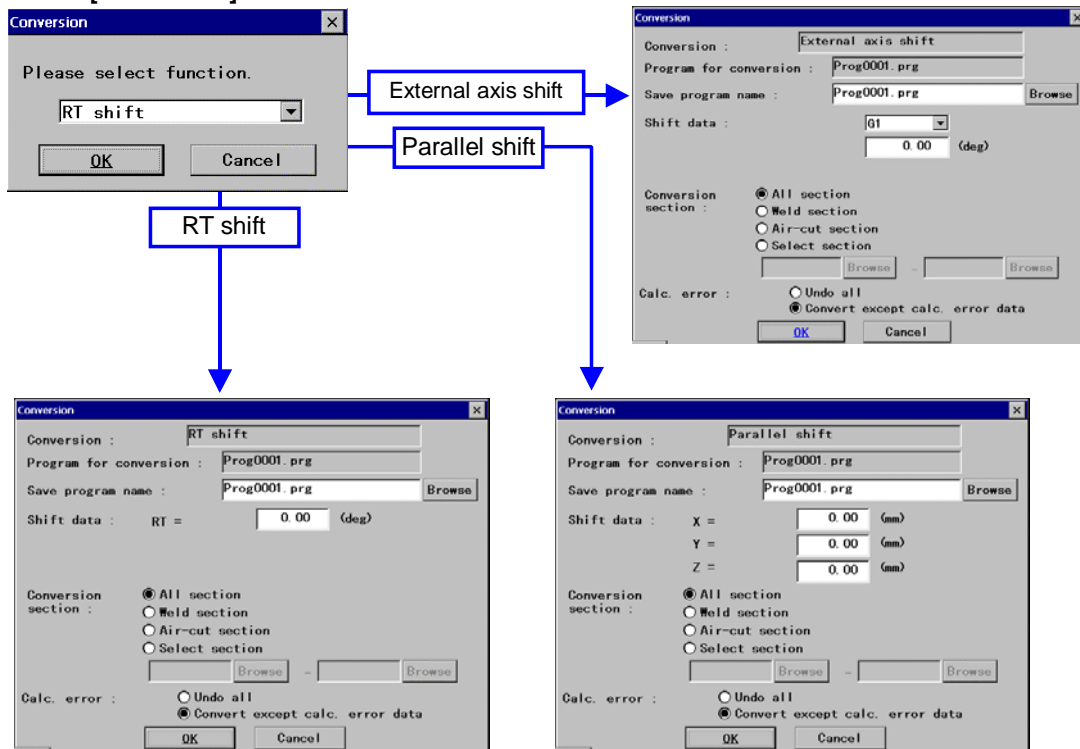 Conversion
Please select function.
RT shift
OK Cancel
External axis shift
Parallel shift
RT shift
Conversion
Conversion : External axis shift
Program for conversion : Prog0001.prg
Save program name : Prog0001.prg Browse
Shift data : G1
0.00 (deg)
Conversion section : All section
Weld section
Air-cut section
Select section
Browse - Browse
Calc. error : Undo all
Convert except calc. error data
OK Cancel
Conversion
Conversion : RT shift
Program for conversion : Prog0001.prg
Save program name : Prog0001.prg Browse
Shift data : RT = 0.00 (deg)
Conversion section : All section
Weld section
Air-cut section
Select section
Browse - Browse
Calc. error : Undo all
Convert except calc. error data
OK Cancel
Conversion
Conversion : Parallel shift
Program for conversion : Prog0001.prg
Save program name : Prog0001.prg Browse
Shift data : X = 0.00 (mm)
Y = 0.00 (mm)
Z = 0.00 (mm)
Conversion section : All section
Weld section
Air-cut section
Select section
Browse - Browse
Calc. error : Undo all
Convert except calc. error data
OK Cancel